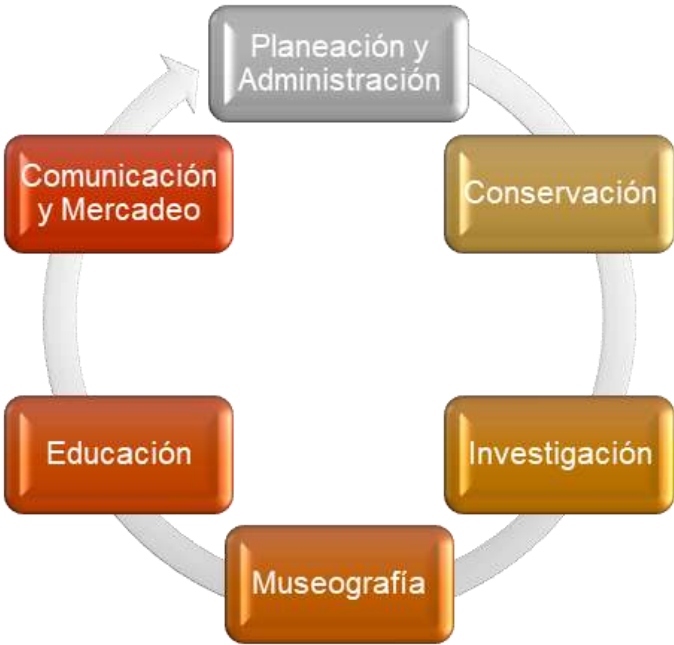 Planeación y
Administración
Conservación
Investigación
Museografía
Educación
Comunicación
y Mercadeo